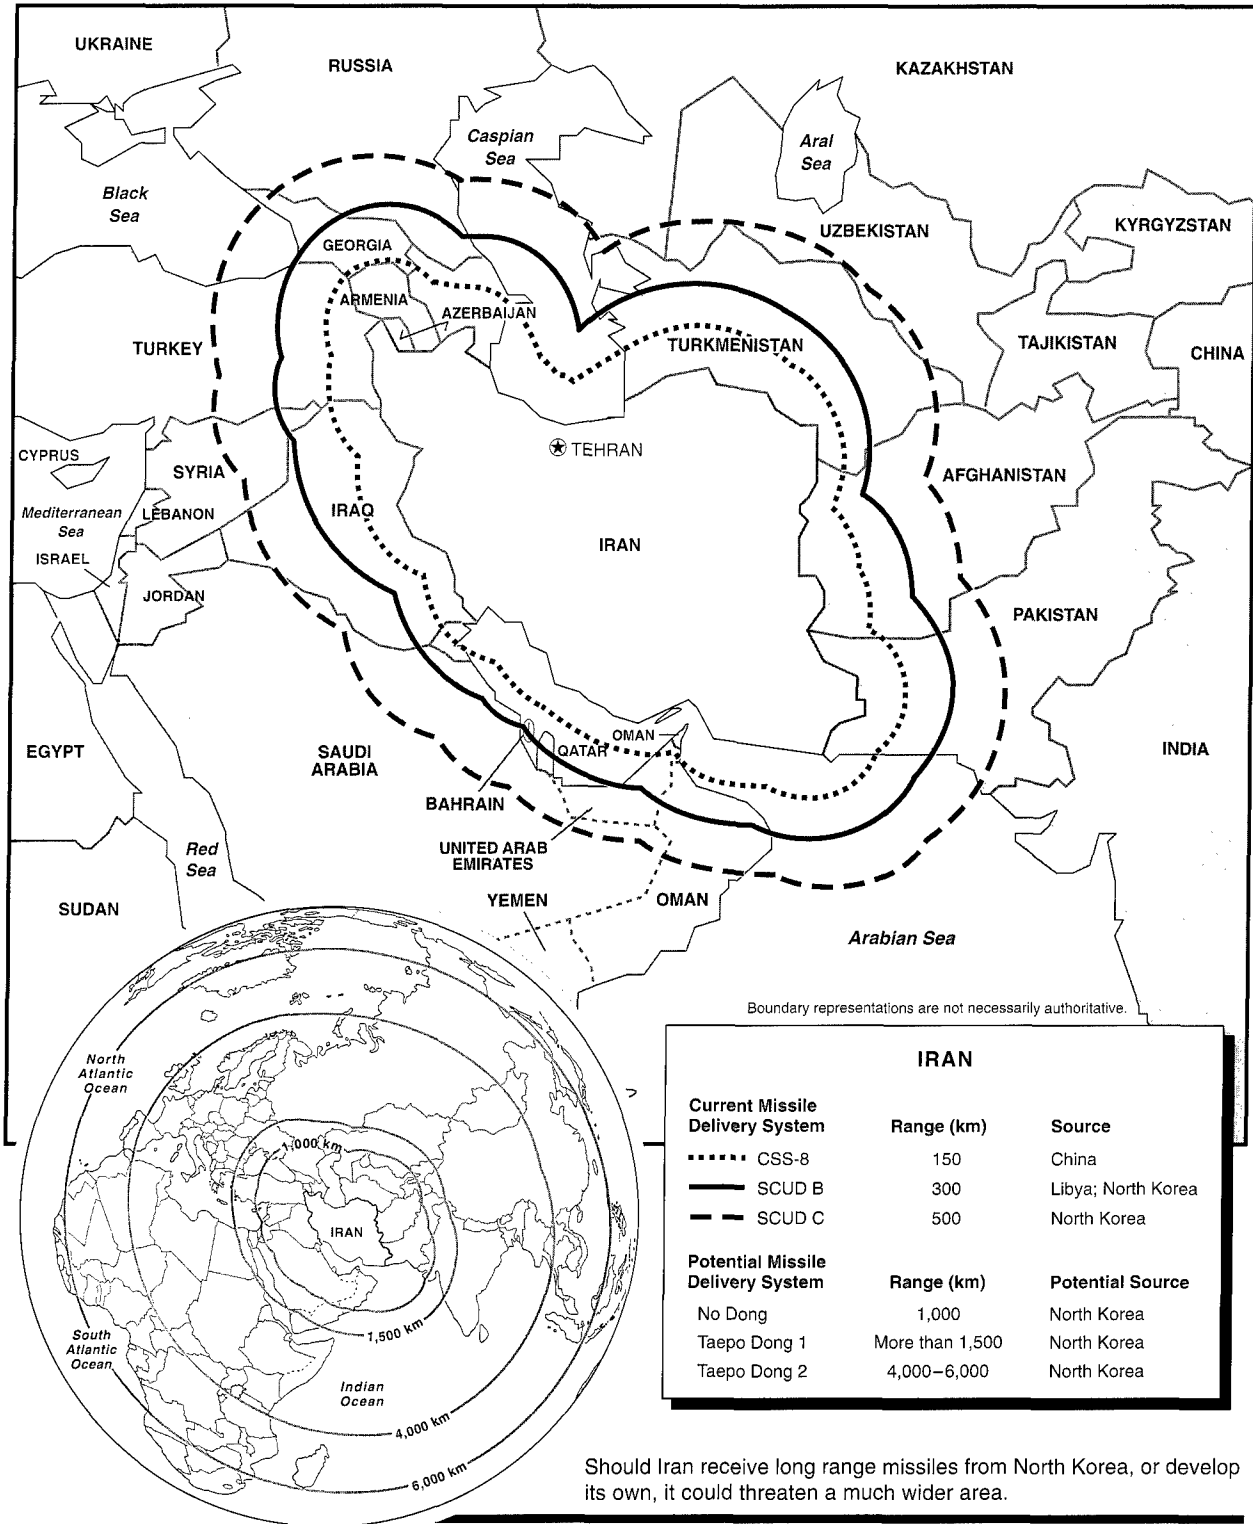 UKRAINE
RUSSIA
KAZAKHSTAN
Caspian
Sea
Aral
Sea
Black
Sea
GEORGIA
UZBEKISTAN
KYRGYZSTAN
ARMENIA
AZERBAIJAN
TURKEY
TURKMENISTAN
TAJIKISTAN
CHINA
CYPRUS
SYRIA
TEHRAN
AFGHANISTAN
Mediterranean
Sea
LEBANON
IRAQ
IRAN
ISRAEL
JORDAN
PAKISTAN
EGYPT
SAUDI
ARABIA
OMAN
QATAR
INDIA
BAHRAIN
UNITED ARAB
EMIRATES
Red
Sea
YEMEN
OMAN
SUDAN
Arabian Sea
Boundary representations are not necessarily authoritative.
North
Atlantic
Ocean
1,000 km
IRAN
1,500 km
South
Atlantic
Ocean
Indian
Ocean
4,000 km
6,000 km
IRAN
Current Missile
Delivery System Range (km) Source
CSS-8 150 China
SCUD B 300 Libya; North Korea
SCUD C 500 North Korea
Potential Missile
Delivery System Range (km) Potential Source
No Dong 1,000 North Korea
Taepo Dong 1 More than 1,500 North Korea
Taepo Dong 2 4,000–6,000 North Korea
Should Iran receive long range missiles from North Korea, or develop
its own, it could threaten a much wider area.